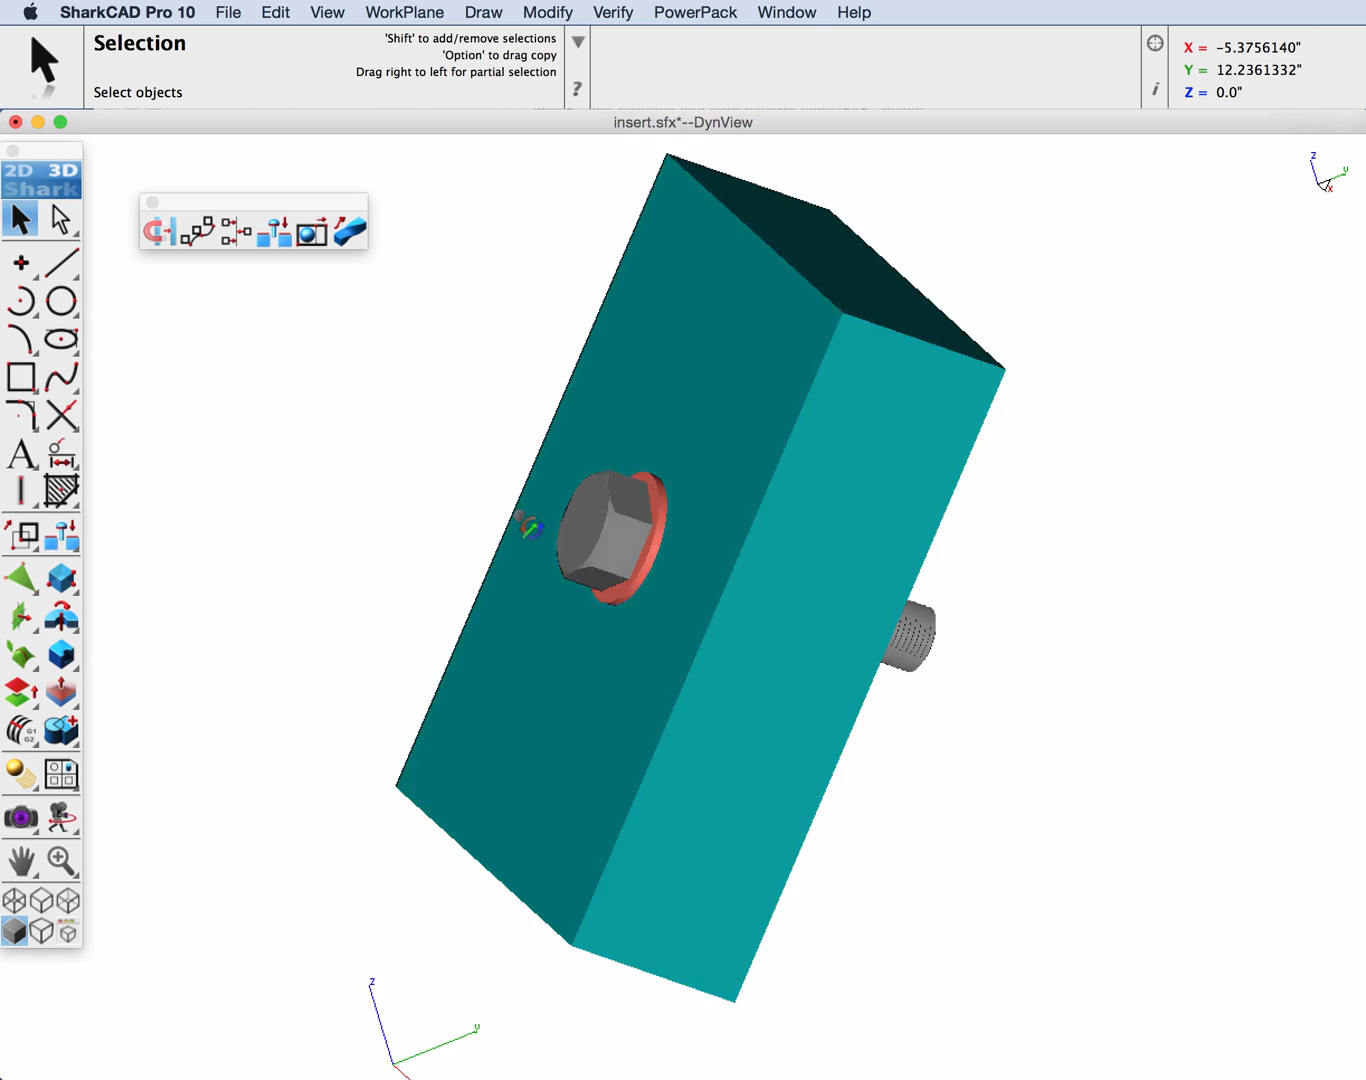 SharkCAD Pro 10 File Edit View WorkPlane Draw Modify Verify PowerPack Window Help
Selection
'Shift' to add/remove selections
'Option' to drag copy
Drag right to left for partial selection
Select objects
?
i
X = -5.3756140"
Y = 12.2361332"
Z = 0.0"
insert.sfx*--DynView
2D 3D
Shark
A
G1
G2
z
y
x
z
y